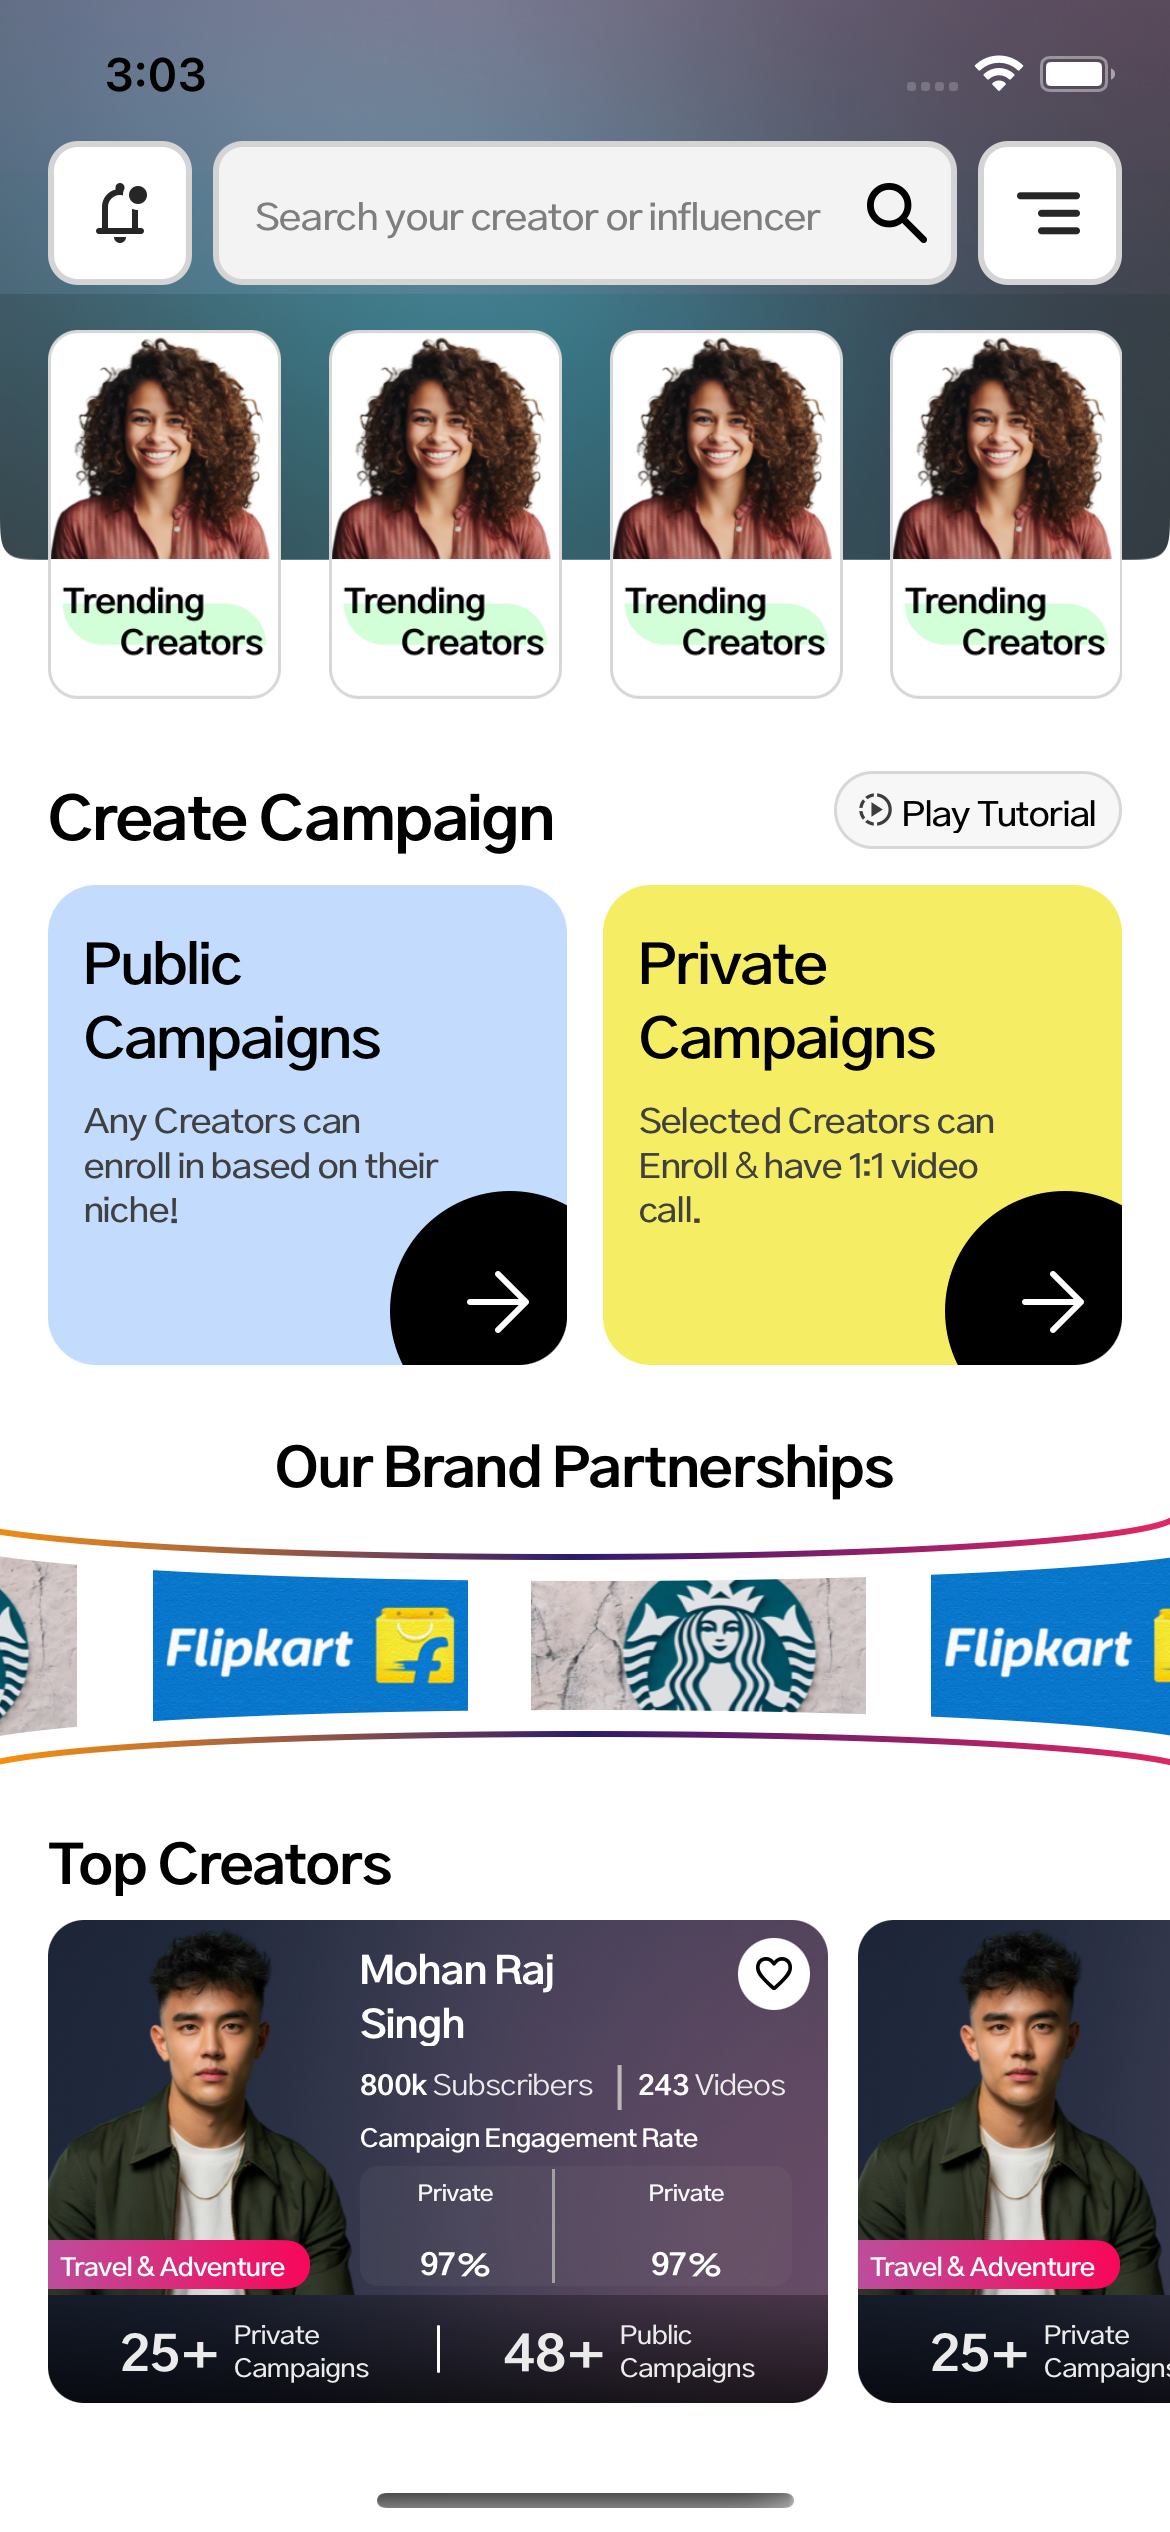 3:03
Search your creator or influencer
Trending
Creators
Trending
Creators
Trending
Creators
Trending
Creators
Create Campaign
Play Tutorial
Public
Campaigns
Any Creators can
enroll in based on their
niche!
Private
Campaigns
Selected Creators can
Enroll & have 1:1 video
call.
Our Brand Partnerships
Flipkart
Flipkart
Top Creators
Mohan Raj
Singh
800k Subscribers
243 Videos
Campaign Engagement Rate
Private
Private
97%
97%
Travel & Adventure
25+ Private
Campaigns
48+ Public
Campaigns
Travel & Adventure
25+ Private
Campaigns